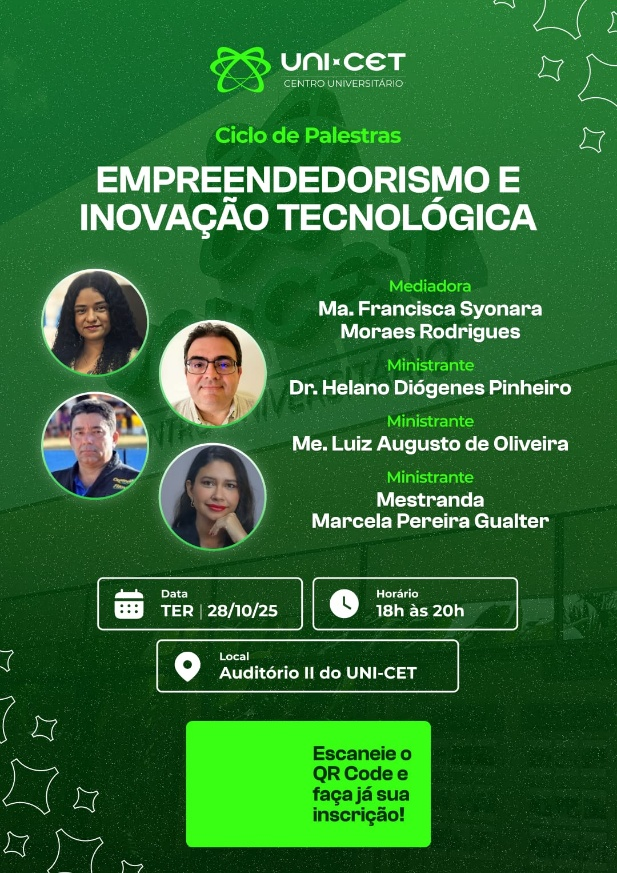 UNI CET
CENTRO UNIVERSITÁRIO
Ciclo de Palestras
EMPREENDEDORISMO E
INOVAÇÃO TECNOLÓGICA
Mediadora
Ma. Francisca Syonara
Moraes Rodrigues
Ministrante
Dr. Helano Diógenes Pinheiro
Ministrante
Me. Luiz Augusto de Oliveira
Ministrante
Mestranda
Marcela Pereira Gualter
Data
TER | 28/10/25
Horário
18h às 20h
Local
Auditório II do UNI-CET
Escaneie o
QR Code e
faça já sua
inscrição!